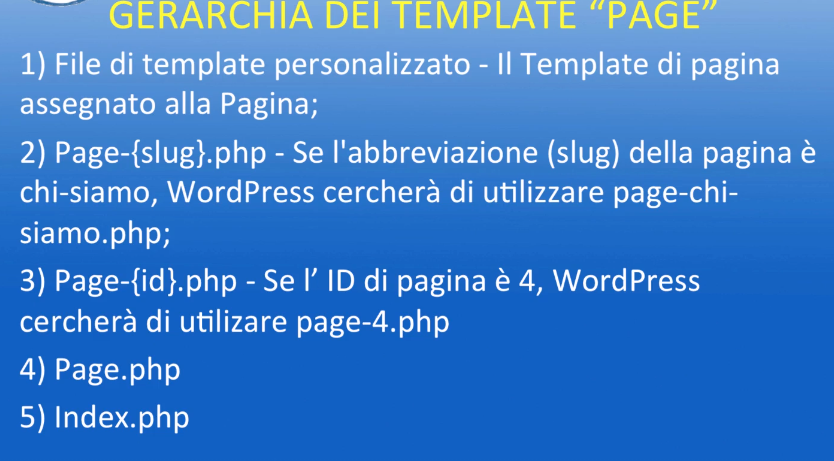 GERARCHIA DEI TEMPLATE “PAGE”
1) File di template personalizzato - Il Template di pagina
assegnato alla Pagina;
2) Page-{slug}.php - Se l'abbreviazione (slug) della pagina è
chi-siamo, WordPress cercherà di utilizzare page-chi-
siamo.php;
3) Page-{id}.php - Se l’ ID di pagina è 4, WordPress
cercherà di utilizare page-4.php
4) Page.php
5) Index.php